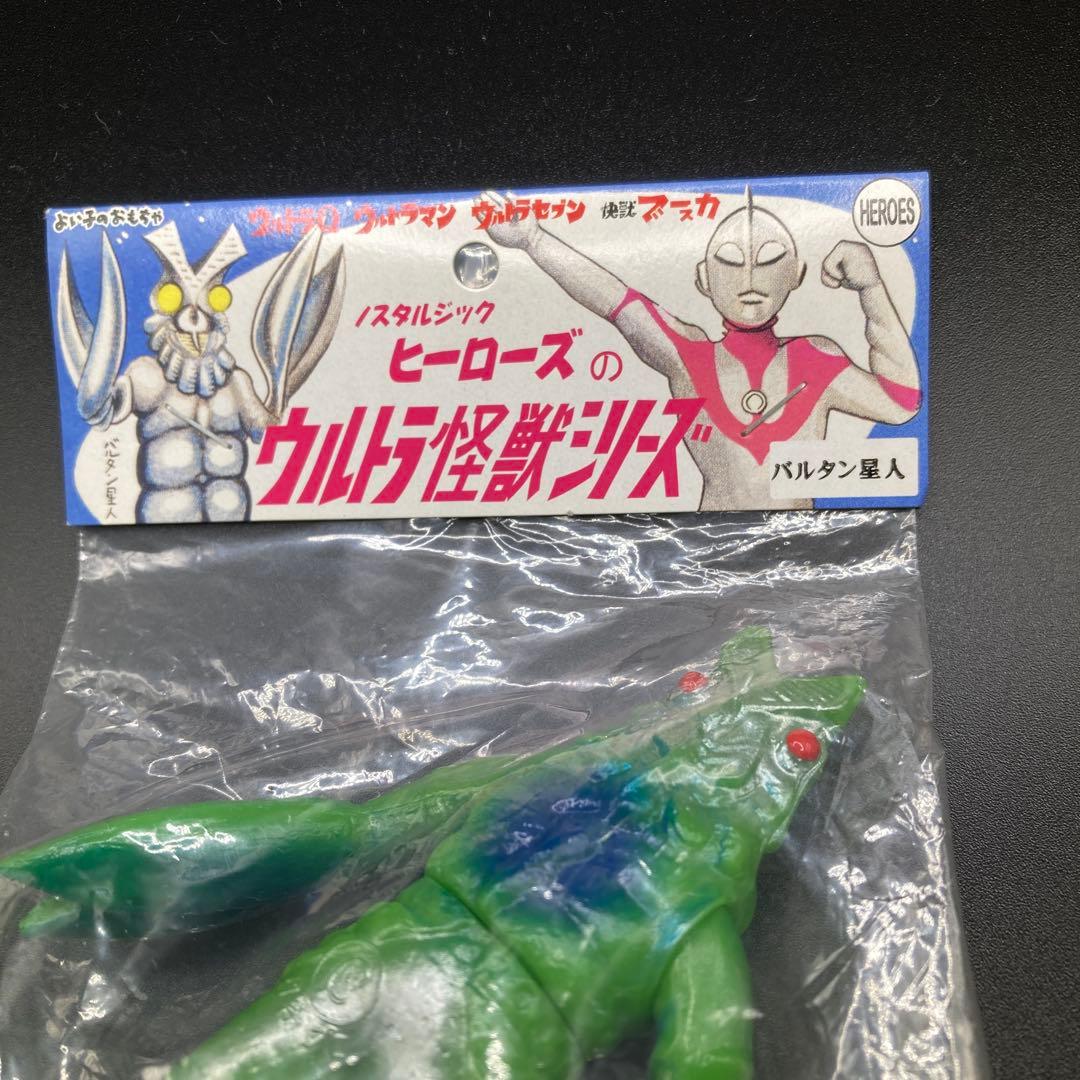 よい子のおもちゃ
ウルトラQ ウルトラマン ウルトラセブン 快獣ブースカ
HEROES
ノスタルジック
ヒーローズの
ウルトラ怪獣シリーズ
バルタン星人
バルタン星人